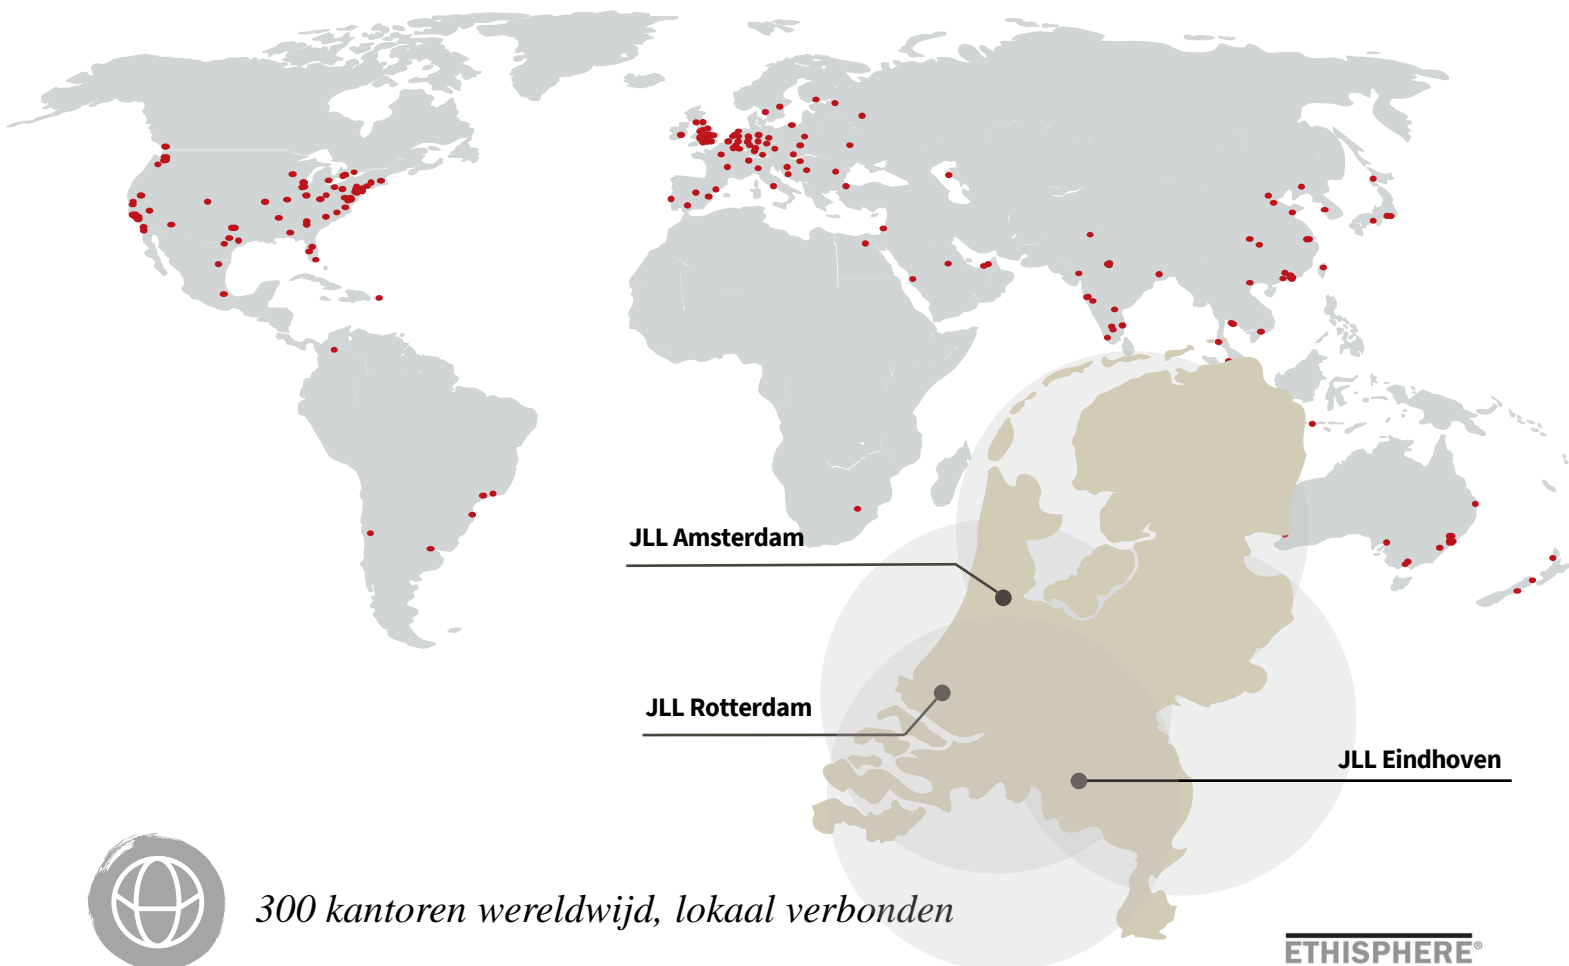 JLL Amsterdam
JLL Rotterdam
JLL Eindhoven
300 kantoren wereldwijd, lokaal verbonden
ETHISPHERE®